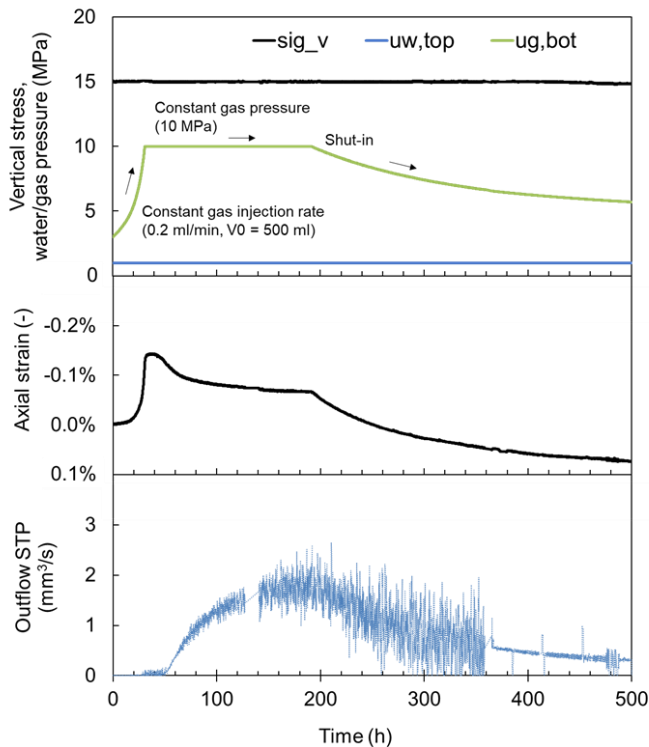 20
sig_v
uw,top
ug,bot
15
Constant gas pressure
(10 MPa)
10
Shut-in
5
Constant gas injection rate
(0.2 ml/min, V0 = 500 ml)
0
Vertical stress,
water/gas pressure (MPa)
-0.2%
-0.1%
0.0%
0.1%
Axial strain (-)
3
2
1
0
Outflow STP
(mm³/s)
0 100 200 300 400 500
Time (h)